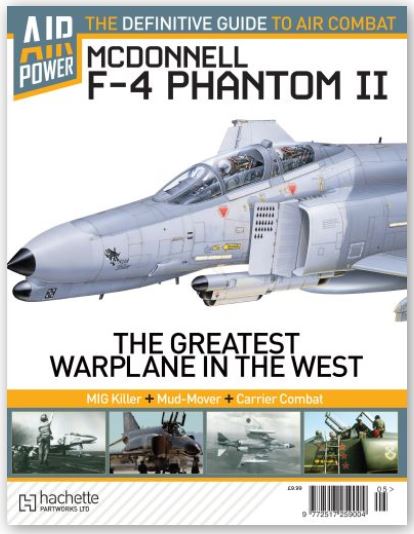 AIR
POWER
THE DEFINITIVE GUIDE TO AIR COMBAT
MCDONNELL
F-4 PHANTOM II
THE GREATEST
WARPLANE IN THE WEST
MIG Killer + Mud-Mover + Carrier Combat
hachette
PARTWORKS LTD
£9.99
05>
9 772517 259004